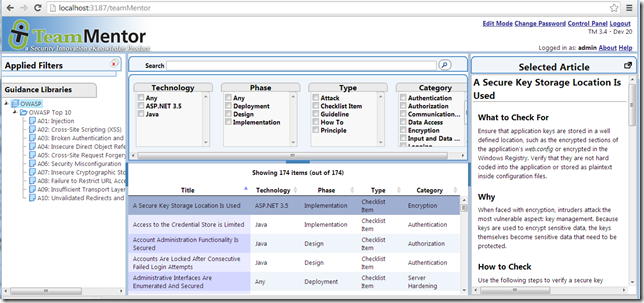 localhost:3187/teamMentor
TeamMentor
a Security Innovation eKnowledge Product
Edit Mode Change Password Control Panel Logout
TM 3.4 - Dev 20
Logged in as: admin About Help
Applied Filters
Guidance Libraries
OWASP
OWASP Top 10
A01: Injection
A02: Cross-Site Scripting (XSS)
A03: Broken Authentication and
A04: Insecure Direct Object Refe
A05: Cross-Site Request Forgery
A06: Security Misconfiguration
A07: Insecure Cryptographic Sto
A08: Failure to Restrict URL Acc
A09: Insufficient Transport Layer
A10: Unvalidated Redirects and
Search
Technology
Any
ASP.NET 3.5
Java
Phase
Any
Deployment
Design
Implementation
Type
Attack
Checklist Item
Guideline
How To
Principle
Category
Authentication
Authorization
Communication...
Data Access
Encryption
Input and Data ...
Logging
Showing 174 items (out of 174)
Title Technology Phase Type Category
A Secure Key Storage Location Is Used ASP.NET 3.5 Implementation Checklist Item Encryption
Access to the Credential Store is Limited Java Implementation Checklist Item Authentication
Account Administration Functionality Is Secured Java Design Checklist Item Authorization
Accounts Are Locked After Consecutive Failed Login Attempts Java Design Checklist Item Authentication
Administrative Interfaces Are Enumerated And Secured Any Deployment Checklist Item Server Hardening
Selected Article
A Secure Key Storage Location Is
Used
What to Check For
Ensure that application keys are stored in a well
defined location, such as the encrypted sections of
the application's web.config or encrypted in the
Windows Registry. Verify that they are not hard
coded into the application or stored as plaintext
inside configuration files.
Why
When faced with encryption, intruders attack the
most vulnerable aspect: key management. Because
keys are used to encrypt sensitive data, the keys
themselves become sensitive data that need to be
protected.
How to Check
Use the following steps to verify a secure key